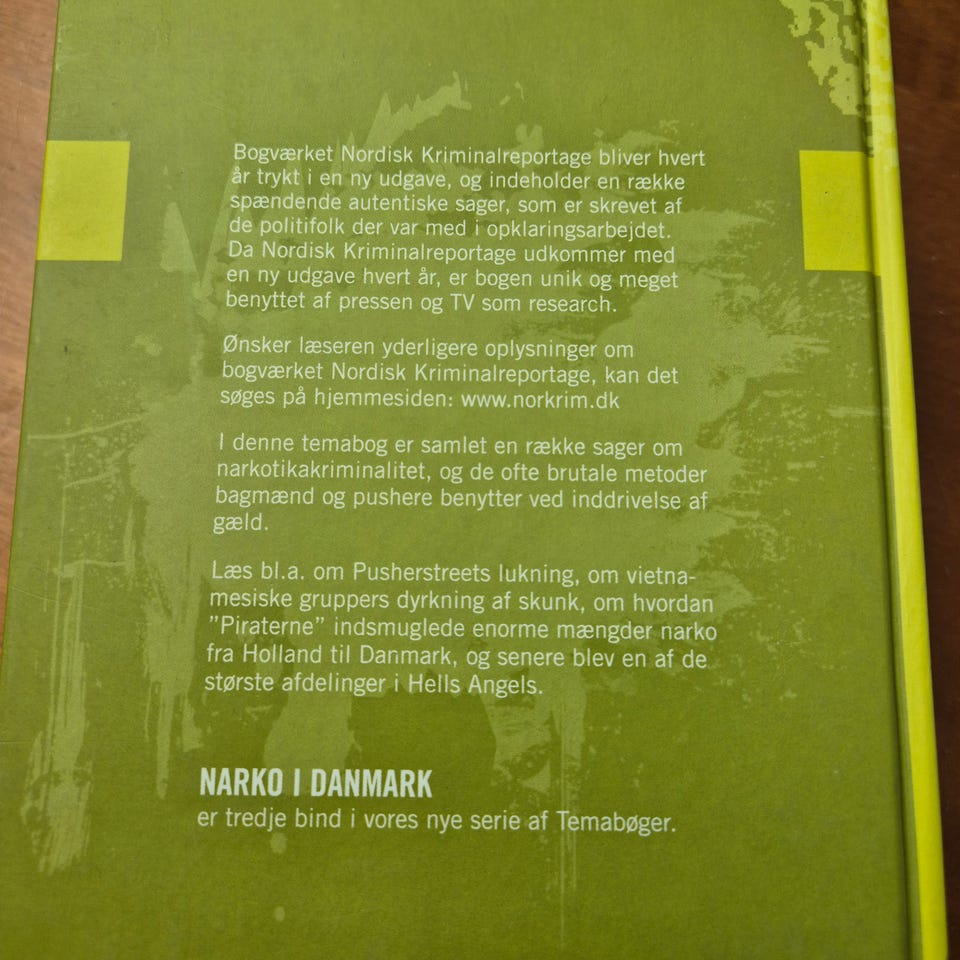 Bogværket Nordisk Kriminalreportage bliver hvert
år trykt i en ny udgave, og indeholder en række
spændende autentiske sager, som er skrevet af
de politifolk der var med i opklaringsarbejdet.
Da Nordisk Kriminalreportage udkommer med
en ny udgave hvert år, er bogen unik og meget
benyttet af pressen og TV som research.
Ønsker læseren yderligere oplysninger om
bogværket Nordisk Kriminalreportage, kan det
søges på hjemmesiden: www.norkrim.dk
I denne temabog er samlet en række sager om
narkotikakriminalitet, og de ofte brutale metoder
bagmænd og pushere benytter ved inddrivelse af
gæld.
Læs bl.a. om Pusherstreets lukning, om vietna-
mesiske gruppers dyrkning af skunk, om hvordan
"Piraterne" indsmuglede enorme mængder narko
fra Holland til Danmark, og senere blev en af de
største afdelinger i Hells Angels.
NARKO I DANMARK
er tredje bind i vores nye serie af Temabøger.